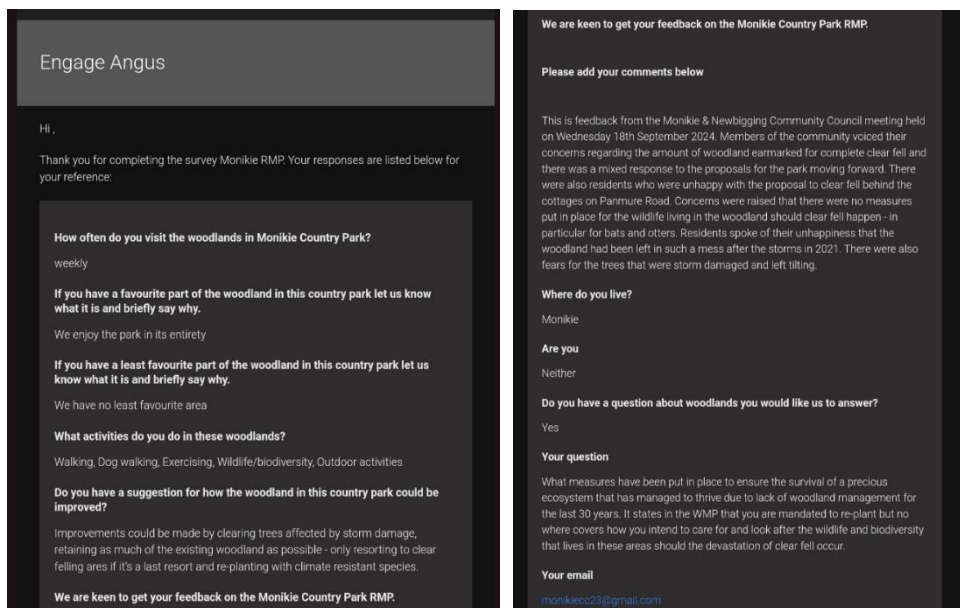 Engage Angus
Hi ,
Thank you for completing the survey Monikie RMP. Your responses are listed below for
your reference:
How often do you visit the woodlands in Monikie Country Park?
weekly
If you have a favourite part of the woodland in this country park let us know
what it is and briefly say why.
We enjoy the park in its entirety
If you have a least favourite part of the woodland in this country park let us
know what it is and briefly say why.
We have no least favourite area
What activities do you do in these woodlands?
Walking, Dog walking, Exercising, Wildlife/biodiversity, Outdoor activities
Do you have a suggestion for how the woodland in this country park could be
improved?
Improvements could be made by clearing trees affected by storm damage,
retaining as much of the existing woodland as possible - only resorting to clear
felling ares if it's a last resort and re-planting with climate resistant species.
We are keen to get your feedback on the Monikie Country Park RMP.
We are keen to get your feedback on the Monikie Country Park RMP.
Please add your comments below
This is feedback from the Monikie & Newbigging Community Council meeting held
on Wednesday 18th September 2024. Members of the community voiced their
concerns regarding the amount of woodland earmarked for complete clear fell and
there was a mixed response to the proposals for the park moving forward. There
were also residents who were unhappy with the proposal to clear fell behind the
cottages on Panmure Road. Concerns were raised that there were no measures
put in place for the wildlife living in the woodland should clear fell happen - in
particular for bats and otters. Residents spoke of their unhappiness that the
woodland had been left in such a mess after the storms in 2021. There were also
fears for the trees that were storm damaged and left tilting.
Where do you live?
Monikie
Are you
Neither
Do you have a question about woodlands you would like us to answer?
Yes
Your question
What measures have been put in place to ensure the survival of a precious
ecosystem that has managed to thrive due to lack of woodland management for
the last 30 years. It states in the WMP that you are mandated to re-plant but no
where covers how you intend to care for and look after the wildlife and biodiversity
that lives in these areas should the devastation of clear fell occur.
Your email
monikiecc23@gmail.com